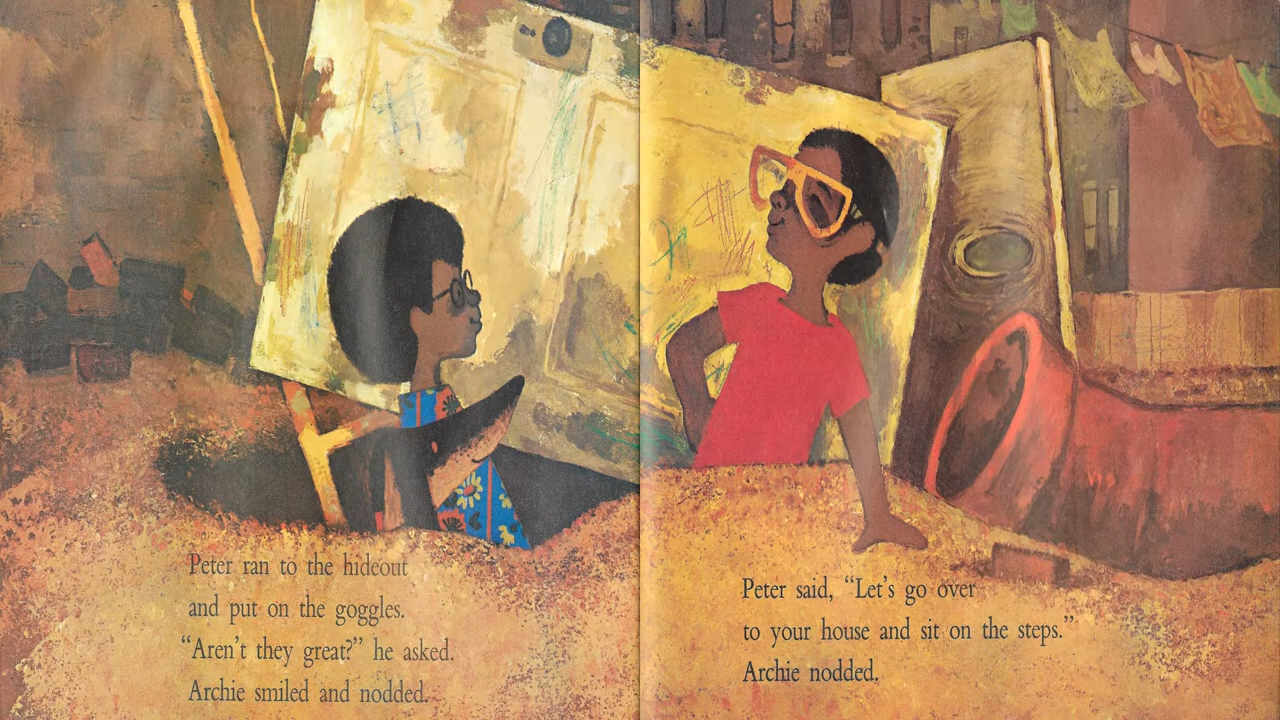 Peter ran to the hideout
and put on the goggles.
“Aren’t they great?” he asked.
Archie smiled and nodded.
Peter said, “Let’s go over
to your house and sit on the steps.”
Archie nodded.